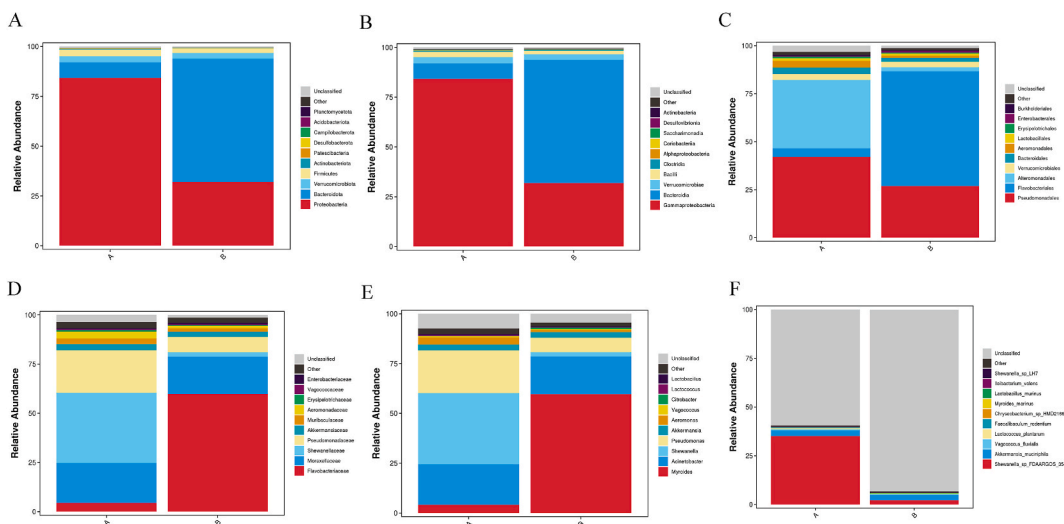 A
Relative Abundance
100
75
50
25
0
A
B
Unclassified
Other
Planctomycetota
Acidobacteriota
Campilobacterota
Desulfobacterota
Patescibacteria
Actinobacteriota
Firmicutes
Verrucomicrobiota
Bacteroidota
Proteobacteria
B
Relative Abundance
100
75
50
25
0
A
B
Unclassified
Other
Actinobacteria
Desulfovibrionia
Saccharimonadia
Coriobacteriia
Alphaproteobacteria
Clostridia
Bacilli
Verrucomicrobiae
Bacteroidia
Gammaproteobacteria
C
Relative Abundance
100
75
50
25
0
A
B
Unclassified
Other
Burkholderiales
Enterobacterales
Erysipelotrichales
Lactobacillales
Aeromonadales
Bacteroidales
Verrucomicrobiales
Alteromonadales
Flavobacteriales
Pseudomonadales
D
Relative Abundance
100
75
50
25
0
A
B
Unclassified
Other
Enterobacteriaceae
Vagococcaceae
Erysipelotrichaceae
Aeromonadaceae
Muribaculaceae
Akkermansiaceae
Pseudomonadaceae
Shewanellaceae
Moraxellaceae
Flavobacteriaceae
E
Relative Abundance
100
75
50
25
0
A
B
Unclassified
Other
Lactobacillus
Lactococcus
Citrobacter
Vagococcus
Aeromonas
Akkermansia
Pseudomonas
Shewanella
Acinetobacter
Myroides
F
Relative Abundance
100
75
50
25
0
A
B
Unclassified
Other
Shewanella_sp_LH7
Ileibacterium_valens
Lactobacillus_murinus
Myroides_marinus
Chryseobacterium_sp_HMD2199
Faecalibaculum_rodentium
Lactococcus_plantarum
Vagococcus_fluvialis
Akkermansia_muciniphila
Shewanella_sp_FDAARGOS_35